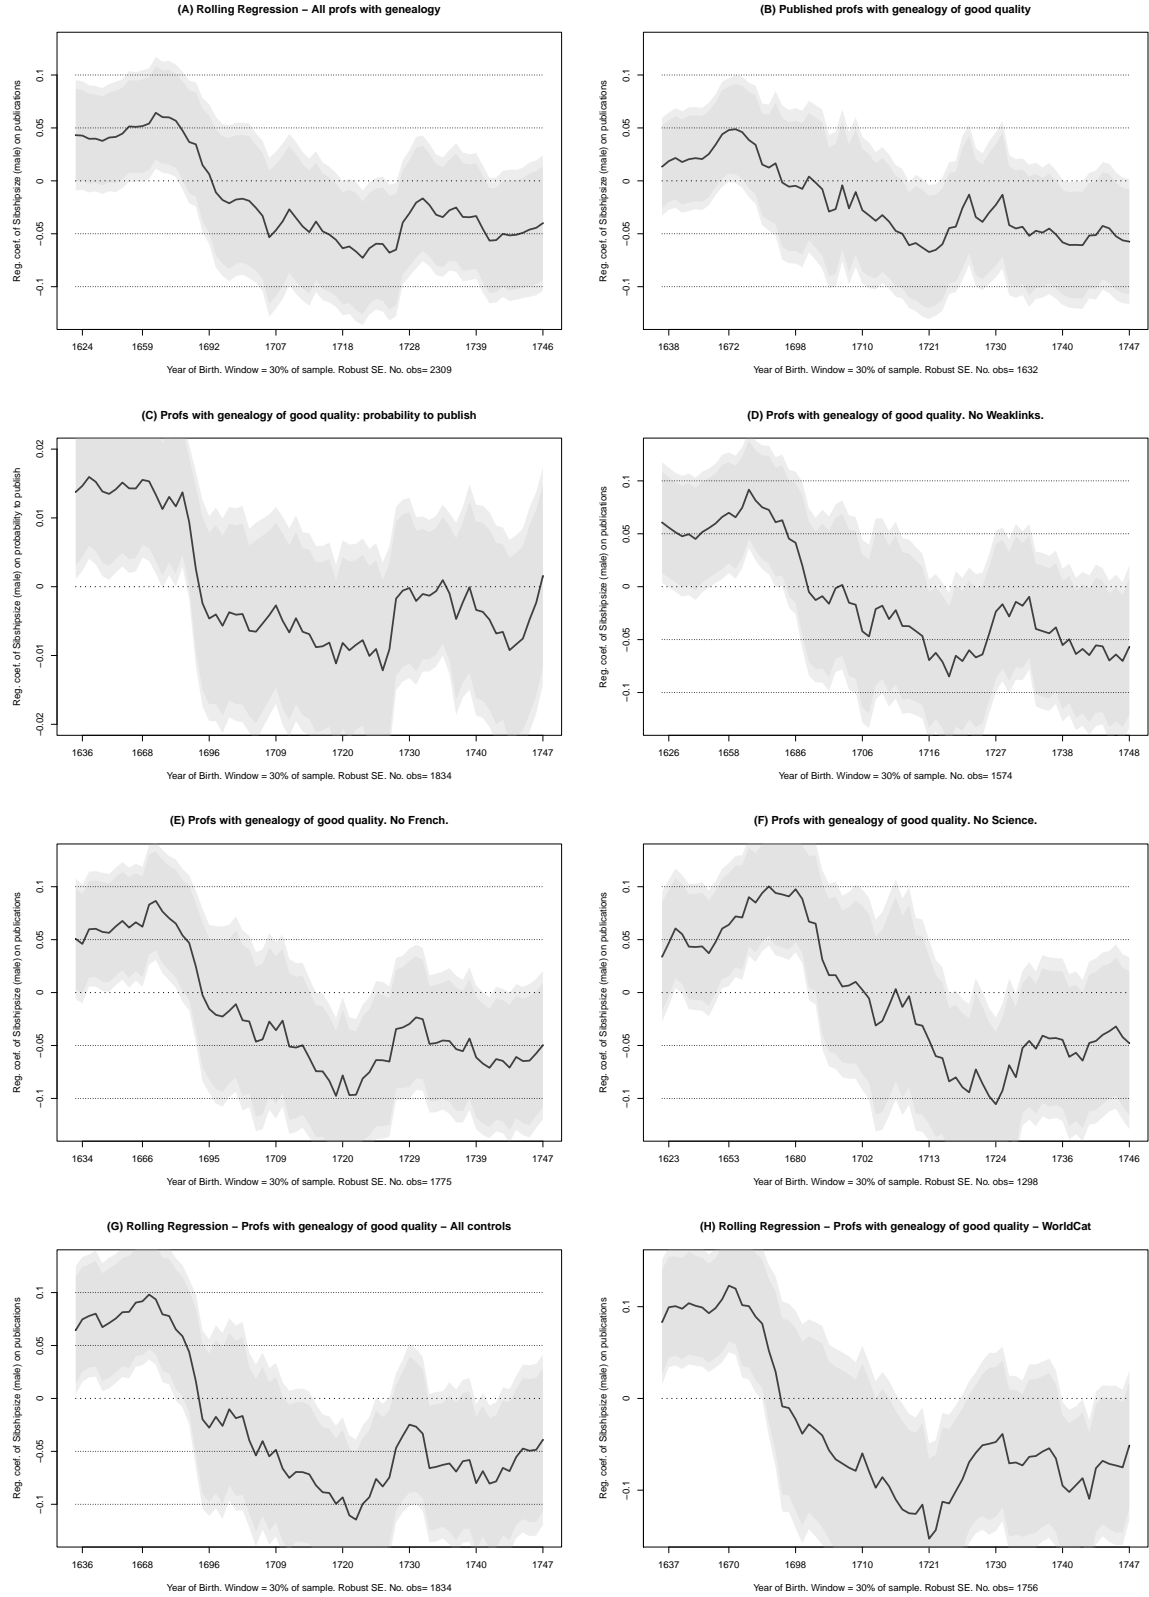 (A) Rolling Regression – All profs with genealogy
Reg. coef. of Sibshipsize (male) on publications
0.1
0.05
0
−0.05
−0.1
1624 1659 1692 1707 1718 1728 1739 1746
Year of Birth. Window = 30% of sample. Robust SE. No. obs= 2309
(B) Published profs with genealogy of good quality
Reg. coef. of Sibshipsize (male) on publications
0.1
0.05
0
−0.05
−0.1
1638 1672 1698 1710 1721 1730 1740 1747
Year of Birth. Window = 30% of sample. Robust SE. No. obs= 1632
(C) Profs with genealogy of good quality: probability to publish
Reg. coef. of Sibshipsize (male) on probability to publish
0.02
0.01
0
−0.01
−0.02
1636 1668 1696 1709 1720 1730 1740 1747
Year of Birth. Window = 30% of sample. Robust SE. No. obs= 1834
(D) Profs with genealogy of good quality. No Weaklinks.
Reg. coef. of Sibshipsize (male) on publications
0.1
0.05
0
−0.05
−0.1
1626 1658 1686 1706 1716 1727 1738 1748
Year of Birth. Window = 30% of sample. No. obs= 1574
(E) Profs with genealogy of good quality. No French.
Reg. coef. of Sibshipsize (male) on publications
0.1
0.05
0
−0.05
−0.1
1634 1666 1695 1709 1720 1729 1739 1747
Year of Birth. Window = 30% of sample. Robust SE. No. obs= 1775
(F) Profs with genealogy of good quality. No Science.
Reg. coef. of Sibshipsize (male) on publications
0.1
0.05
0
−0.05
−0.1
1623 1653 1680 1702 1713 1724 1736 1746
Year of Birth. Window = 30% of sample. Robust SE. No. obs= 1298
(G) Rolling Regression – Profs with genealogy of good quality – All controls
Reg. coef. of Sibshipsize (male) on publications
0.1
0.05
0
−0.05
−0.1
1636 1668 1696 1709 1720 1730 1740 1747
Year of Birth. Window = 30% of sample. Robust SE. No. obs= 1834
(H) Rolling Regression – Profs with genealogy of good quality – WorldCat
Reg. coef. of Sibshipsize (male) on publications
0.1
0
−0.1
1637 1670 1698 1710 1721 1730 1740 1747
Year of Birth. Window = 30% of sample. Robust SE. No. obs= 1756